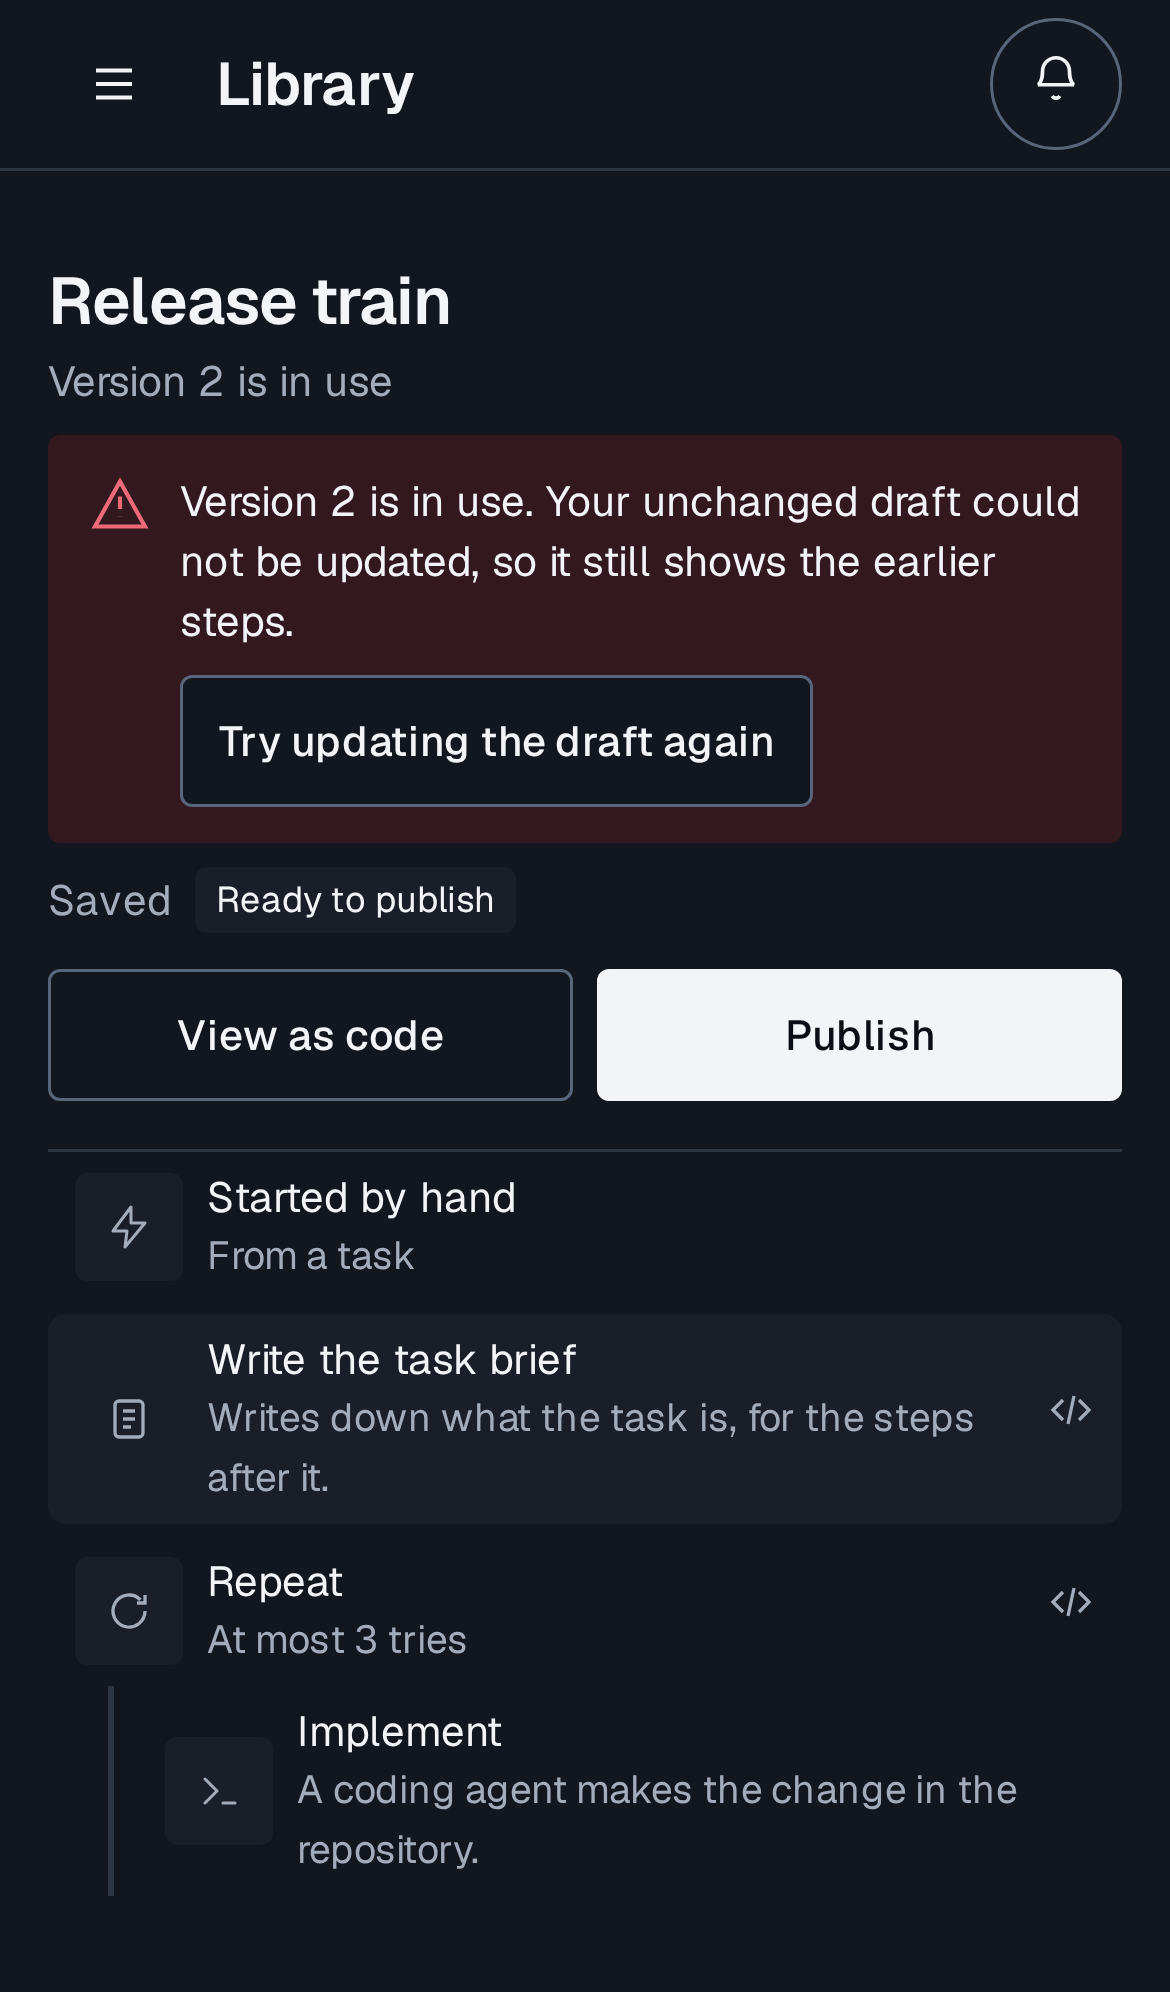 Library
Release train
Version 2 is in use
Version 2 is in use. Your unchanged draft could
not be updated, so it still shows the earlier
steps.
Try updating the draft again
Saved
Ready to publish
View as code
Publish
Started by hand
From a task
Write the task brief
Writes down what the task is, for the steps
after it.
Repeat
At most 3 tries
Implement
A coding agent makes the change in the
repository.